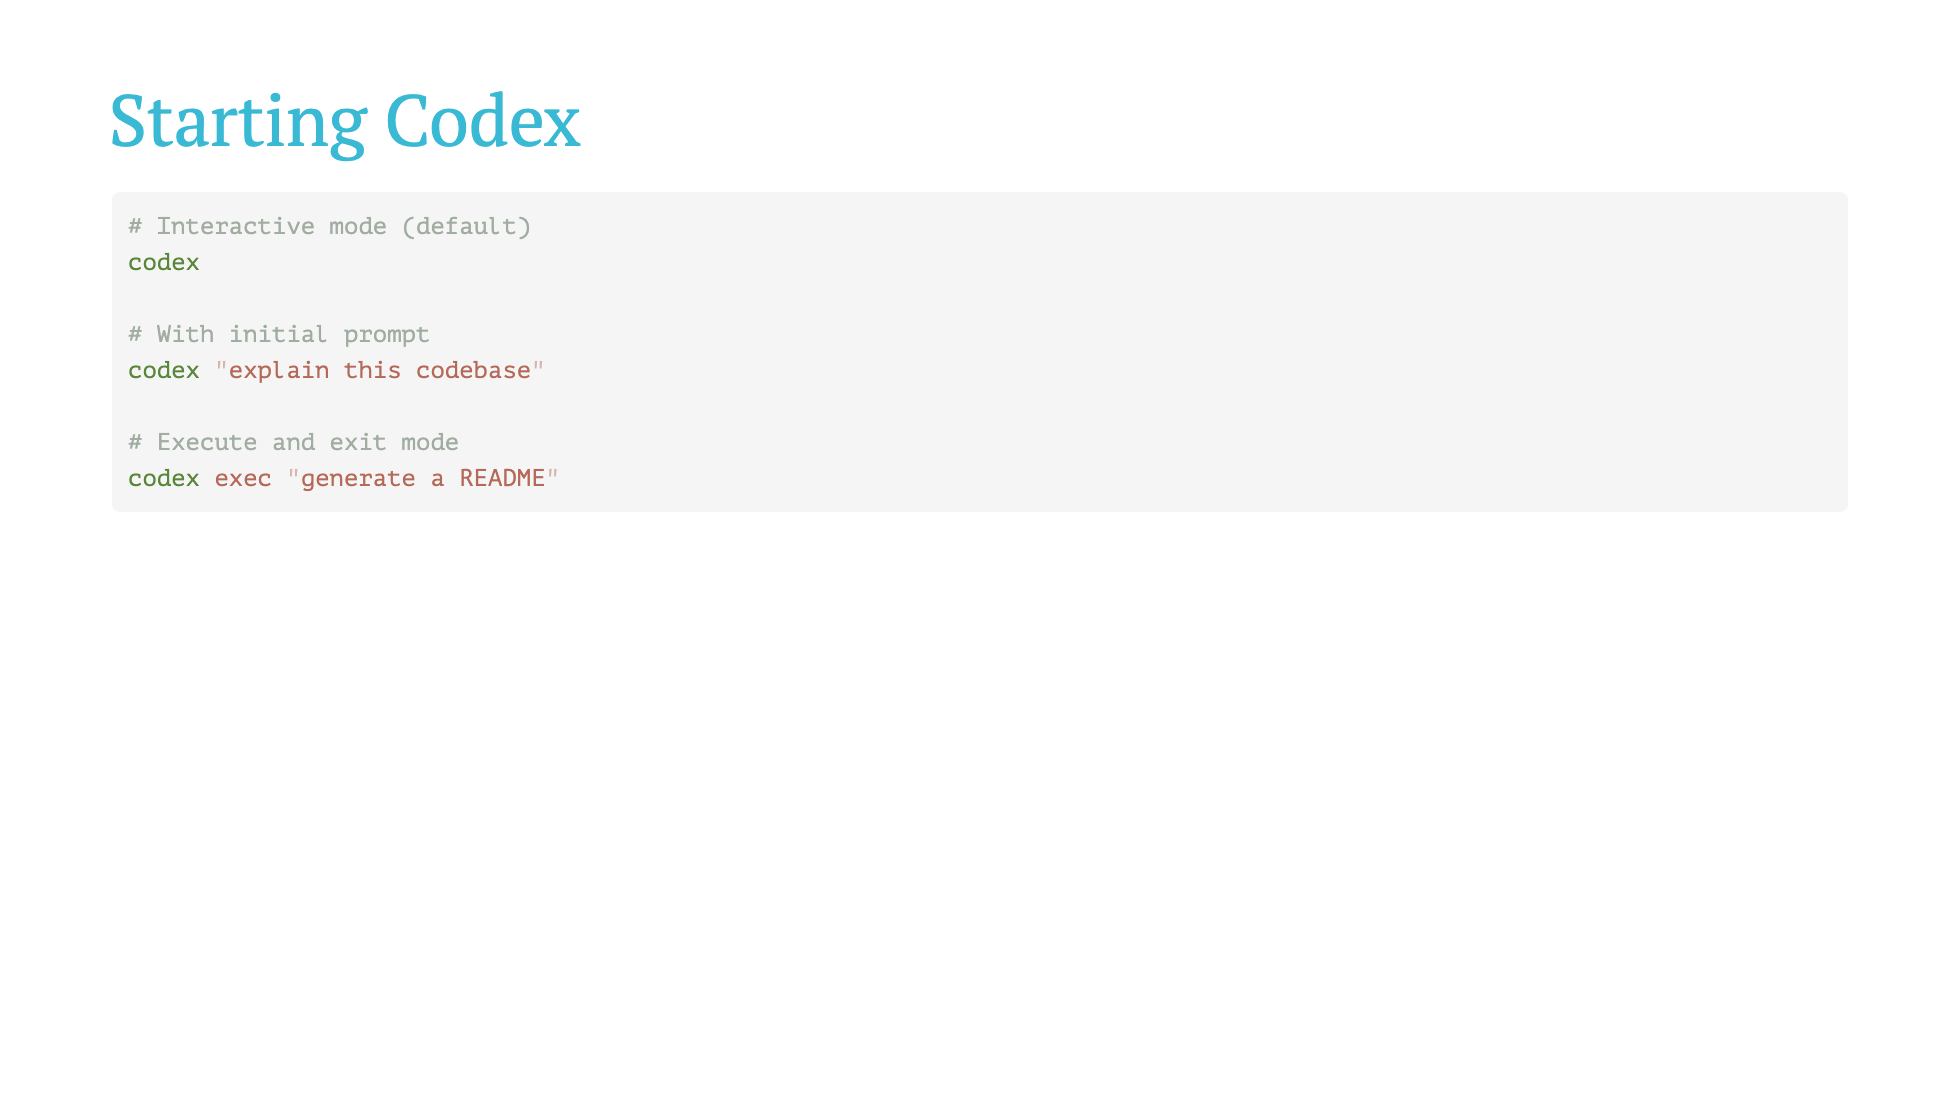 Starting Codex
# Interactive mode (default)
codex
# With initial prompt
codex "explain this codebase"
# Execute and exit mode
codex exec "generate a README"